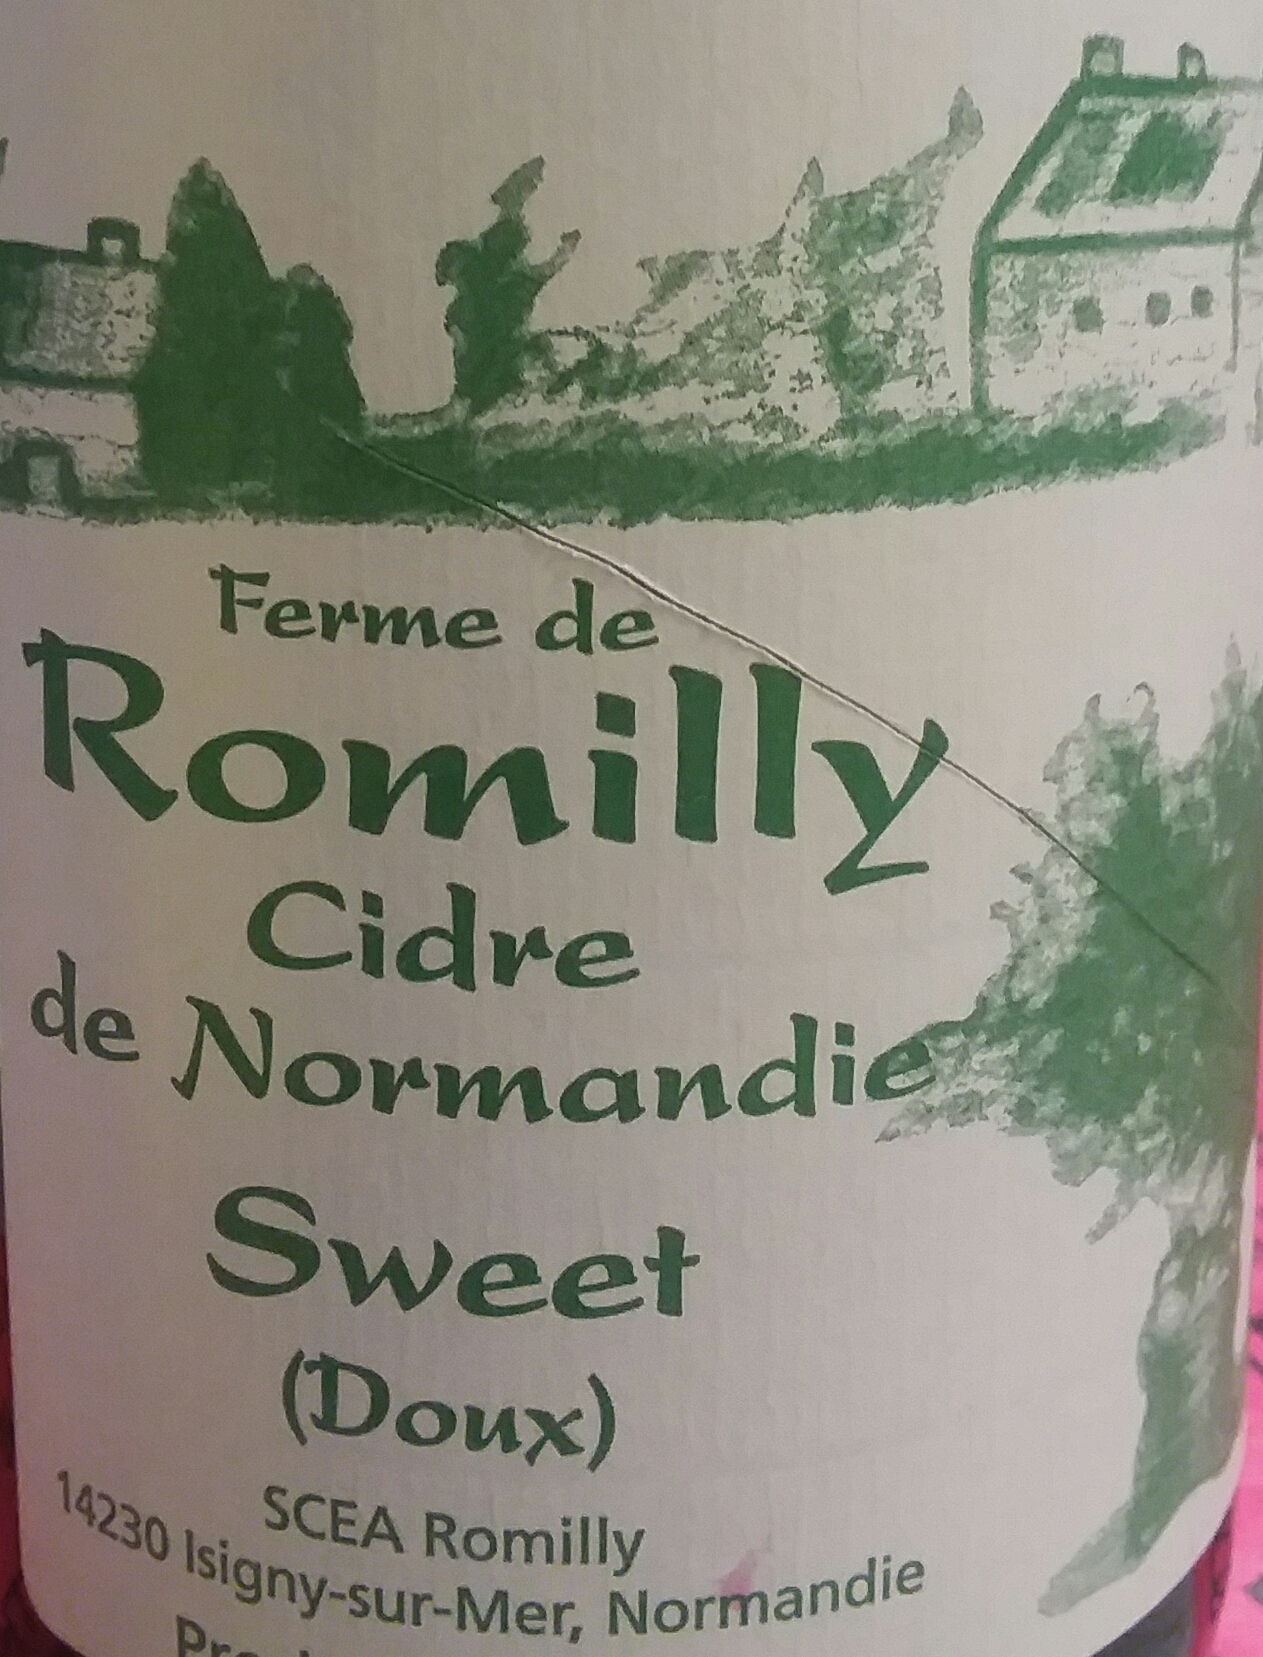 Ferme de
Romilly
Cidre
de Normandie
Sweet
(Doux)
SCEA Romilly
14230 Isigny-sur-Mer, Normandie